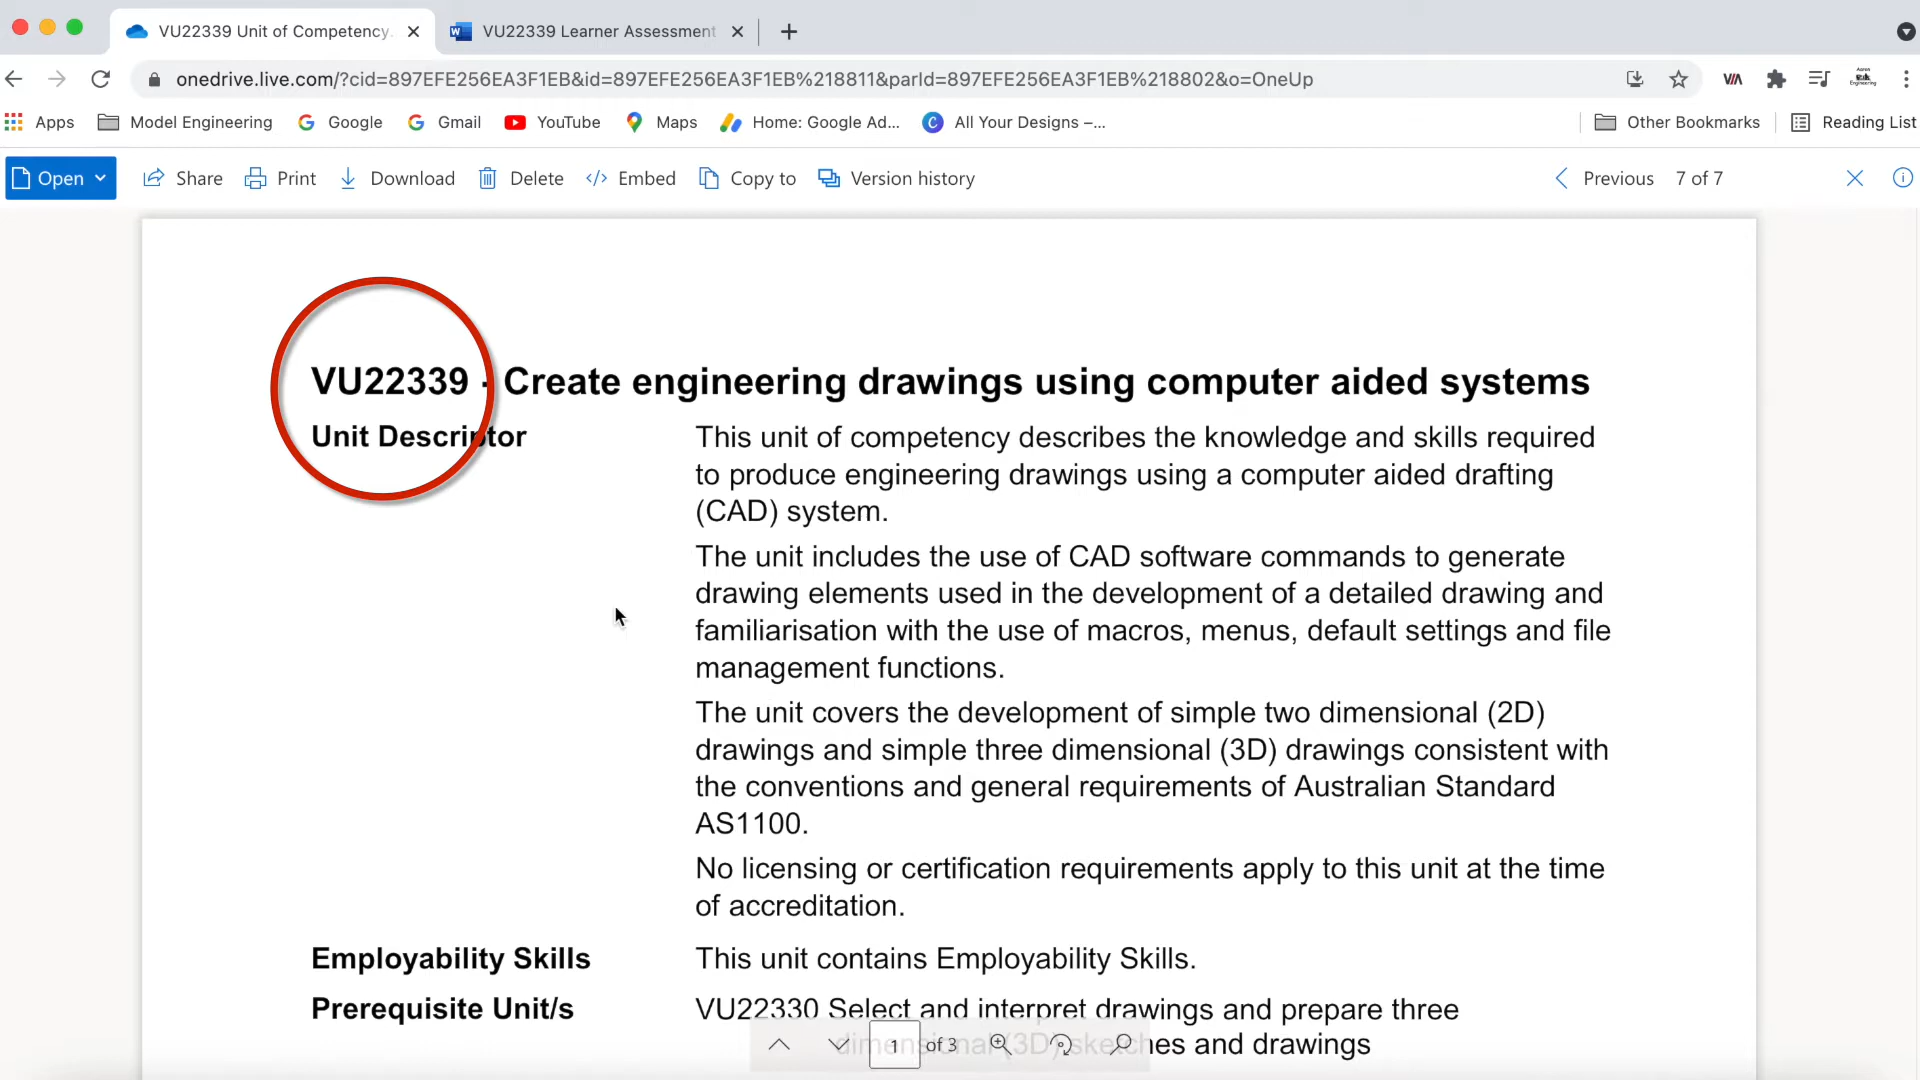 VU22339 Unit of Competency.
VU22339 Learner Assessment
onedrive.live.com/?cid=897EFE256EA3F1EB&id=897EFE256EA3F1EB%218811&parId=897EFE256EA3F1EB%218802&o=OneUp
Apps Model Engineering Google Gmail YouTube Maps Home: Google Ad... All Your Designs –... Other Bookmarks Reading List
Open Share Print Download Delete Embed Copy to Version history Previous 7 of 7
VU22339 - Create engineering drawings using computer aided systems
Unit Descriptor
This unit of competency describes the knowledge and skills required
to produce engineering drawings using a computer aided drafting
(CAD) system.
The unit includes the use of CAD software commands to generate
drawing elements used in the development of a detailed drawing and
familiarisation with the use of macros, menus, default settings and file
management functions.
The unit covers the development of simple two dimensional (2D)
drawings and simple three dimensional (3D) drawings consistent with
the conventions and general requirements of Australian Standard
AS1100.
No licensing or certification requirements apply to this unit at the time
of accreditation.
Employability Skills
This unit contains Employability Skills.
Prerequisite Unit/s
VU22330 Select and interpret drawings and prepare three
dimensional (3D) sketches and drawings
1 of 3